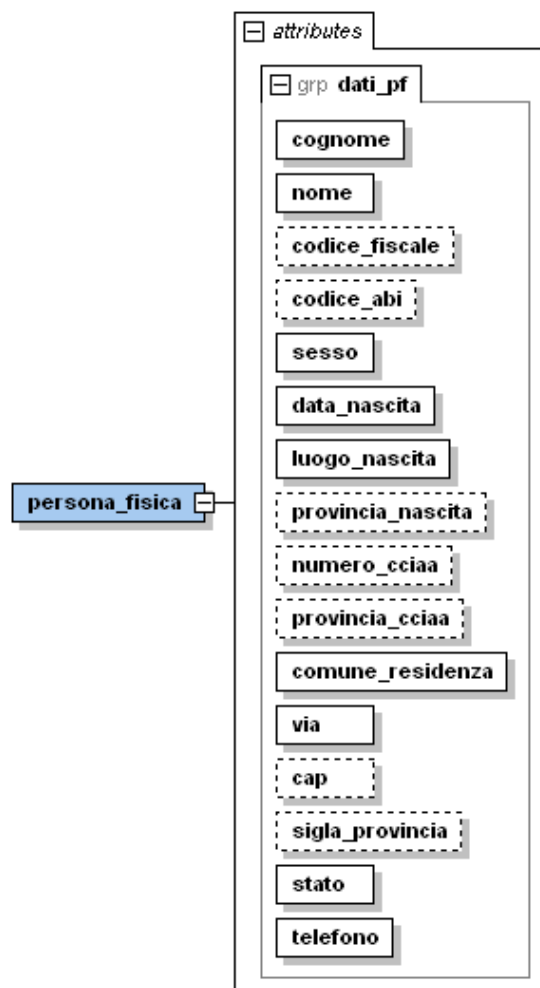 attributes
grp dati_pf
cognome
nome
codice_fiscale
codice_abi
sesso
data_nascita
luogo_nascita
persona_fisica
provincia_nascita
numero_cciaa
provincia_cciaa
comune_residenza
via
cap
sigla_provincia
stato
telefono